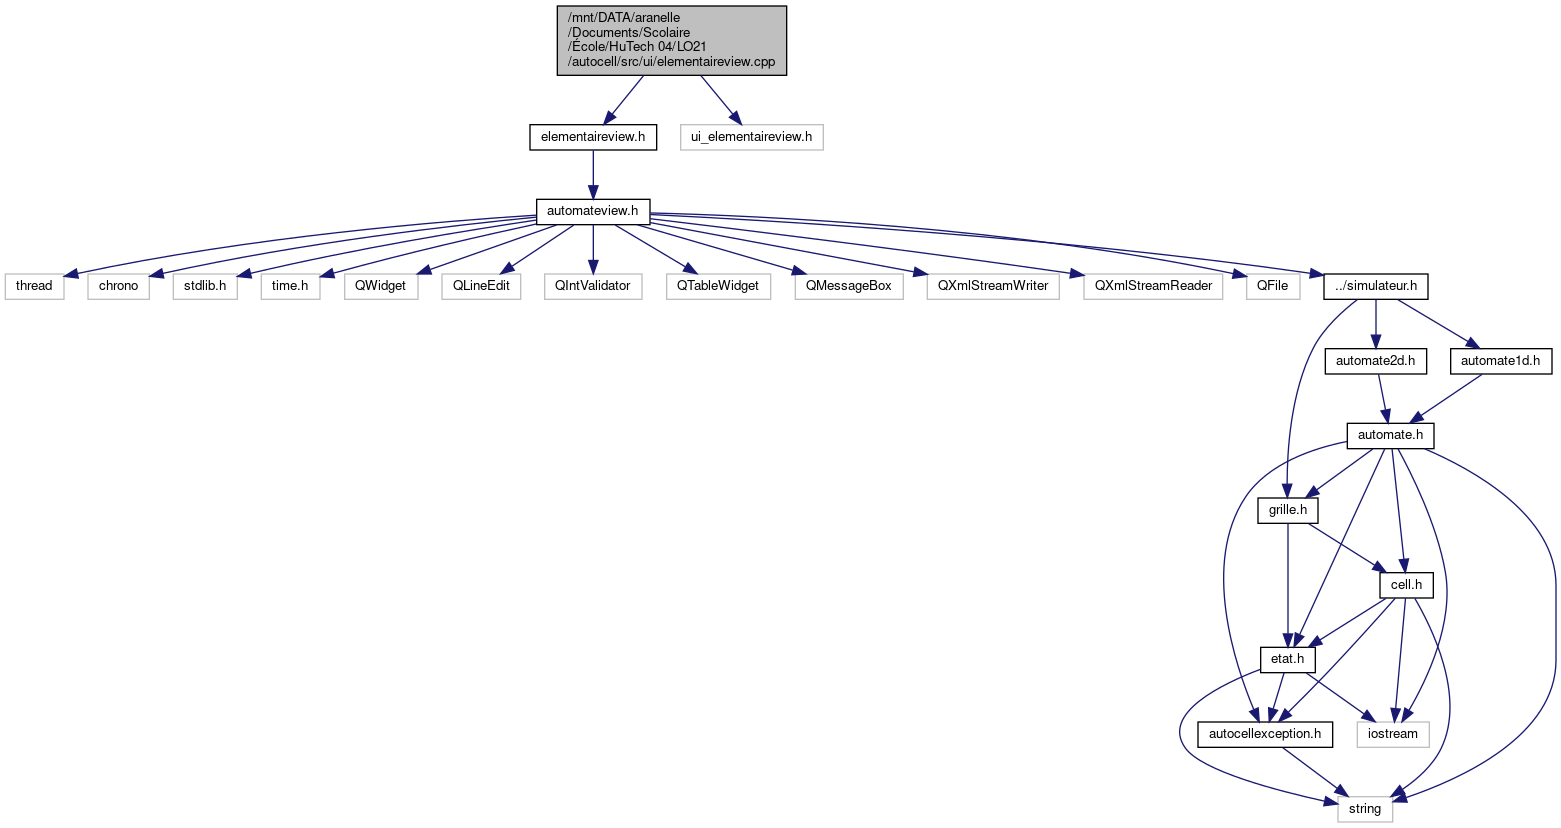 /mnt/DATA/aranelle
/Documents/Scolaire
/École/HuTech 04/LO21
/autocell/src/ui/elementaireview.cpp
elementaireview.h
ui_elementaireview.h
automateview.h
thread
chrono
stdlib.h
time.h
QWidget
QLineEdit
QIntValidator
QTableWidget
QMessageBox
QXmlStreamWriter
QXmlStreamReader
QFile
../simulateur.h
automate2d.h
automate1d.h
automate.h
grille.h
cell.h
etat.h
autocellexception.h
iostream
string